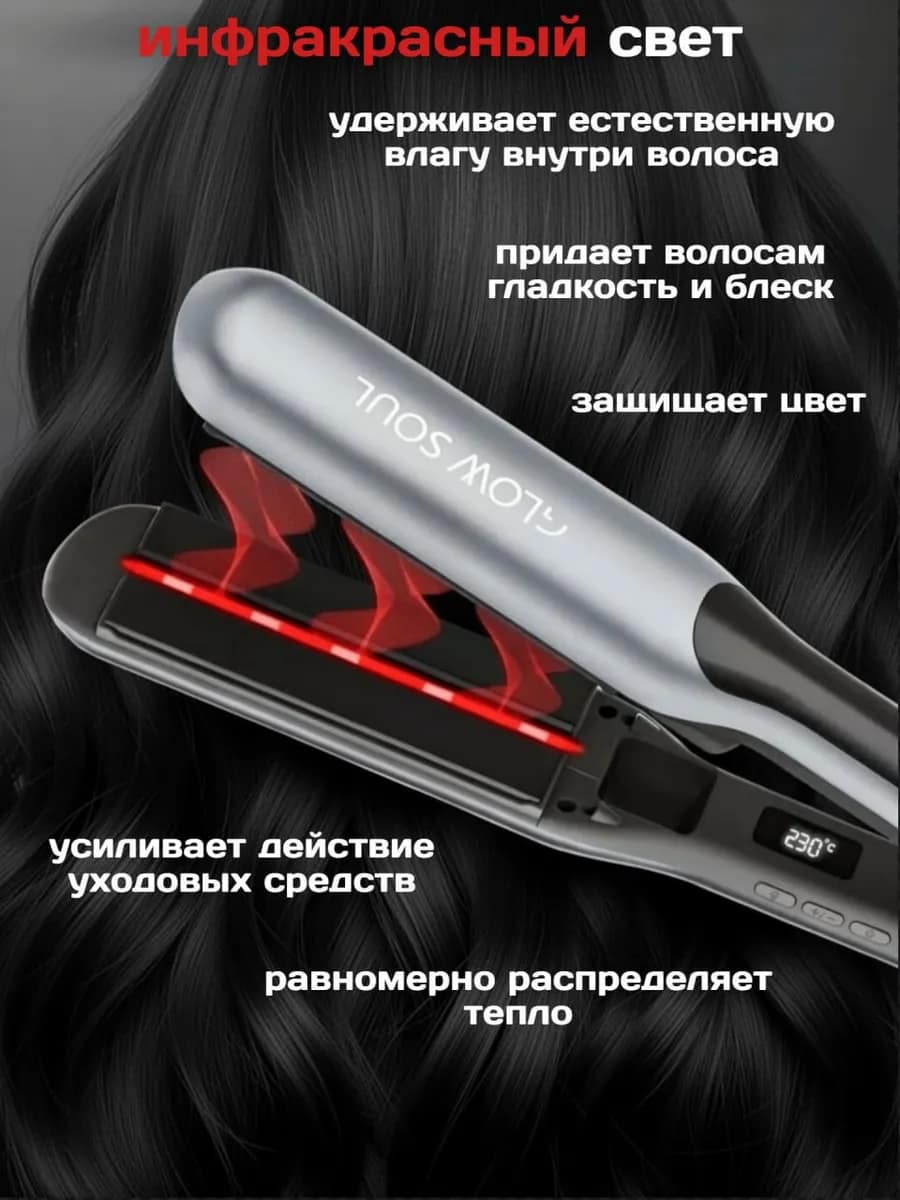 инфракрасный свет
удерживает естественную
влагу внутри волоса
придает волосам
гладкость и блеск
защищает цвет
GLOW SOUL
усиливает действие
уходовых средств
230°c
+/-
равномерно распределяет
тепло